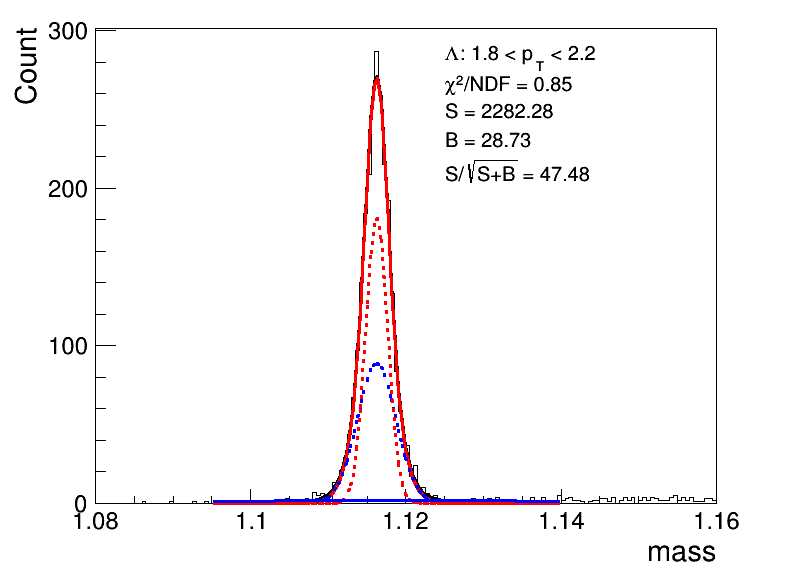 300
Count
Λ: 1.8 < p_T < 2.2
χ²/NDF = 0.85
S = 2282.28
B = 28.73
S/√S+B = 47.48
200
100
0
1.08 1.1 1.12 1.14 1.16
mass